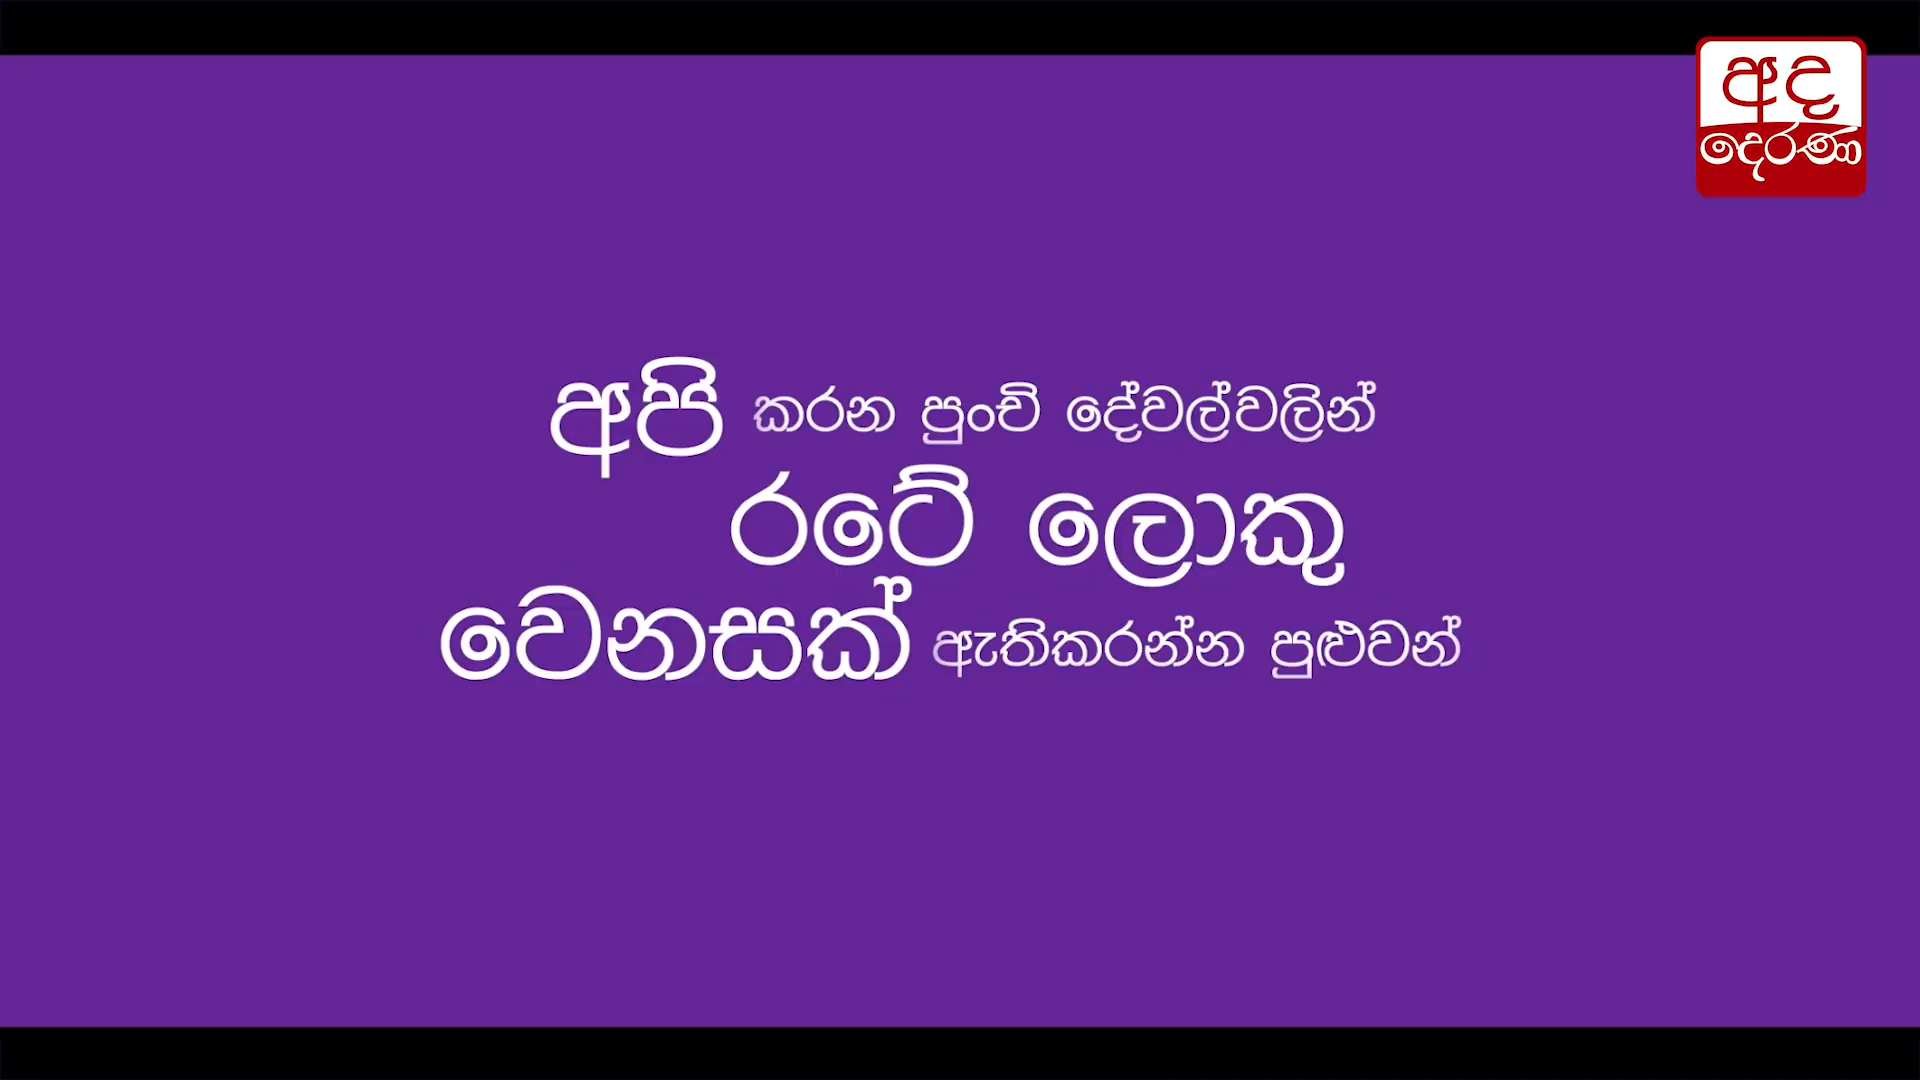 අද
දෙරණ
අපි කරන පුංචි දේවල්වලින්
රටේ ලොකු
වෙනසක් ඇතිකරන්න පුළුවන්